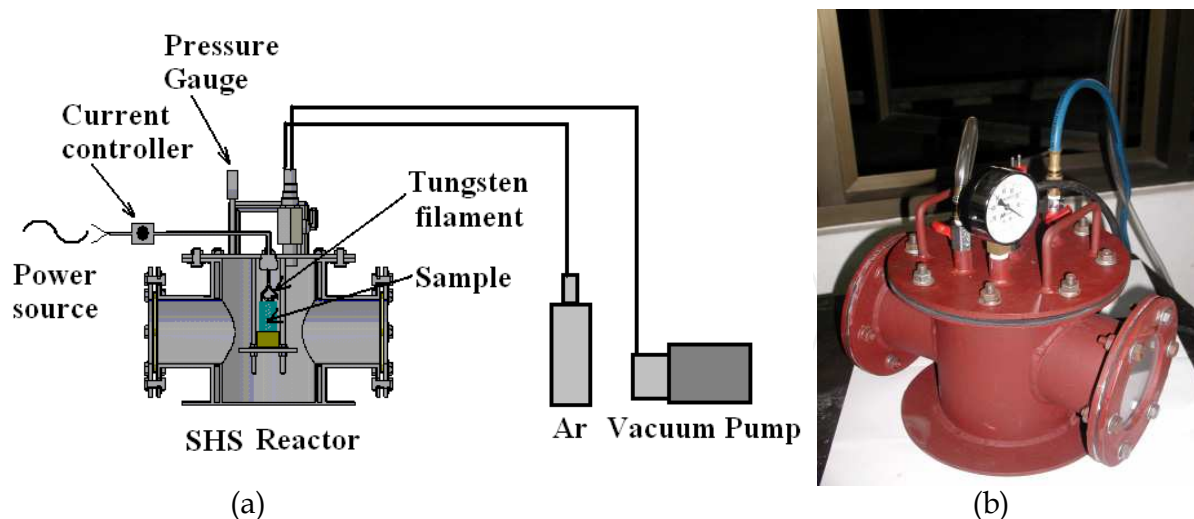 Pressure
Gauge
Current
controller
Tungsten
filament
Sample
Power
source
SHS Reactor
Ar
Vacuum Pump
(a)
(b)